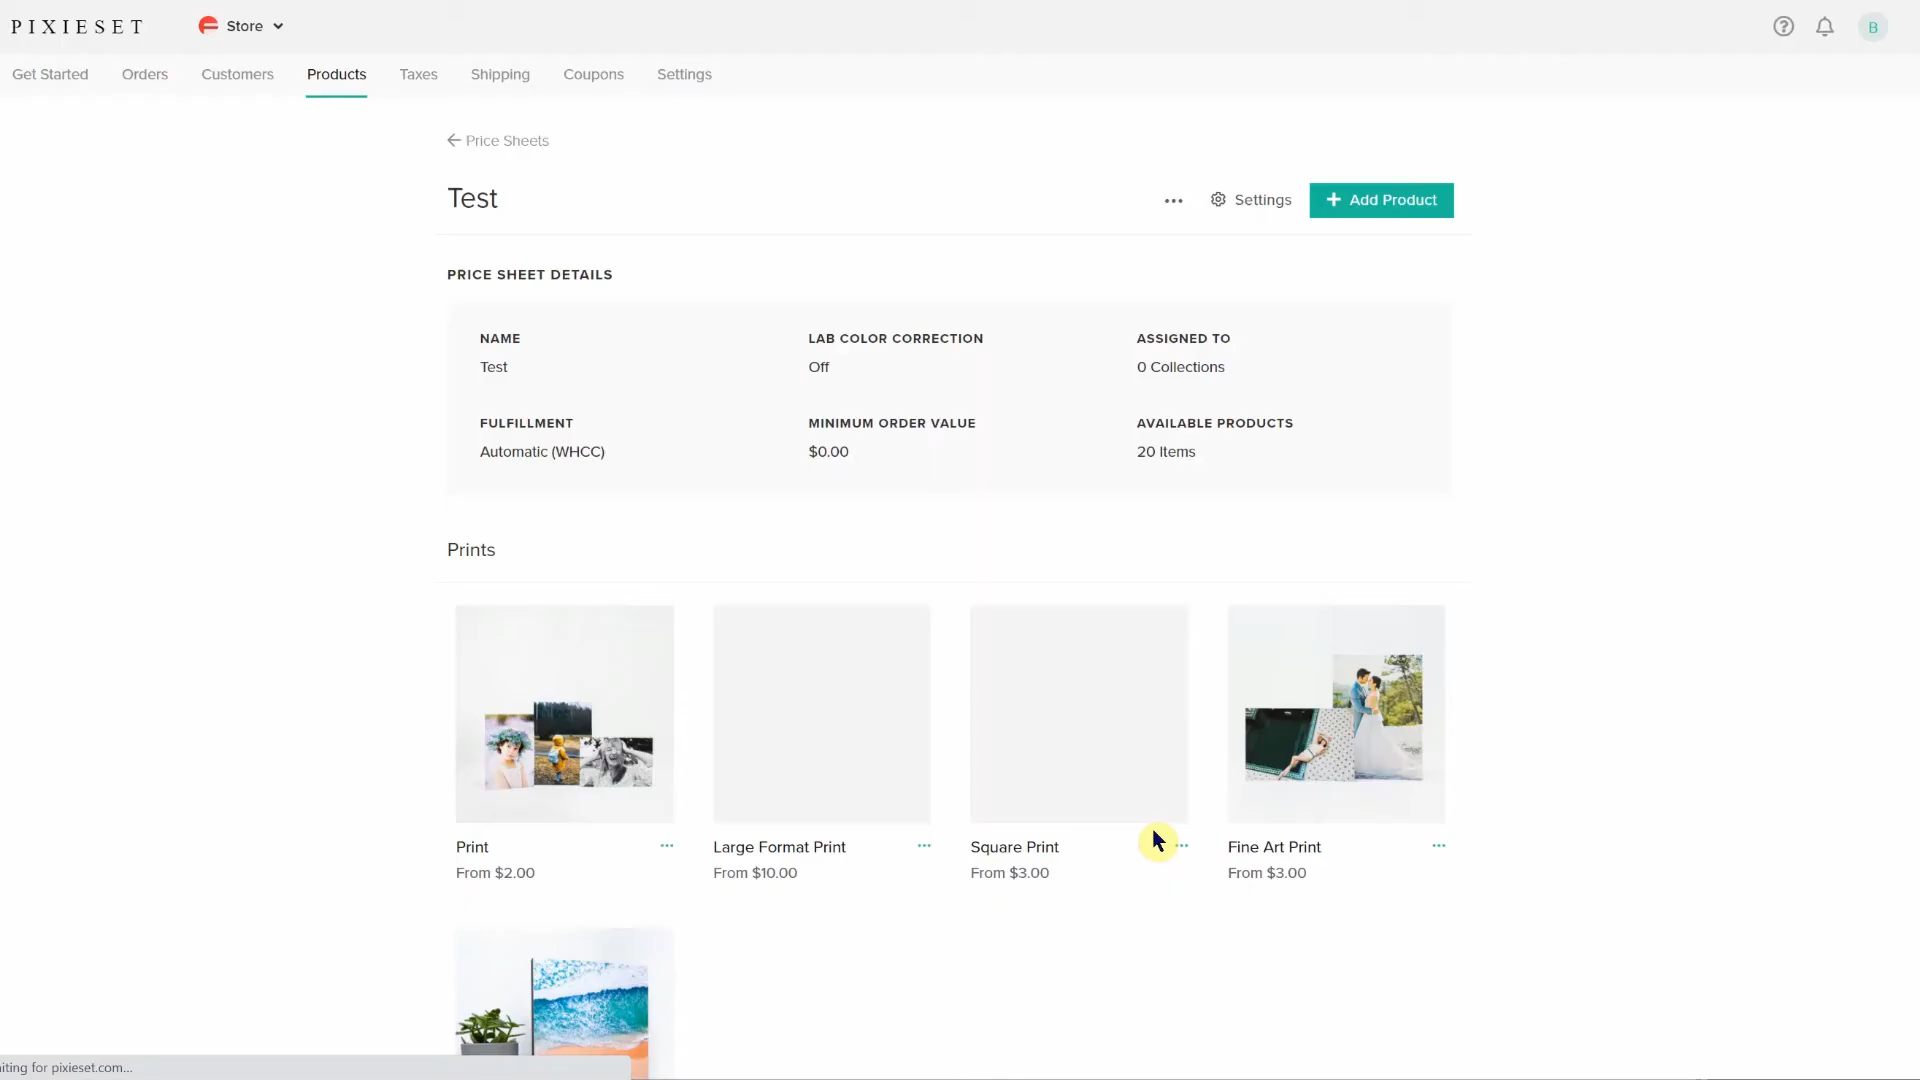 PIXIESET
Store
B
Get Started Orders Customers Products Taxes Shipping Coupons Settings
Price Sheets
Test
Settings
Add Product
PRICE SHEET DETAILS
NAME LAB COLOR CORRECTION ASSIGNED TO
Test Off 0 Collections
FULFILLMENT MINIMUM ORDER VALUE AVAILABLE PRODUCTS
Automatic (WHCC) $0.00 20 Items
Prints
Print Large Format Print Square Print Fine Art Print
From $2.00 From $10.00 From $3.00 From $3.00
iting for pixieset.com...